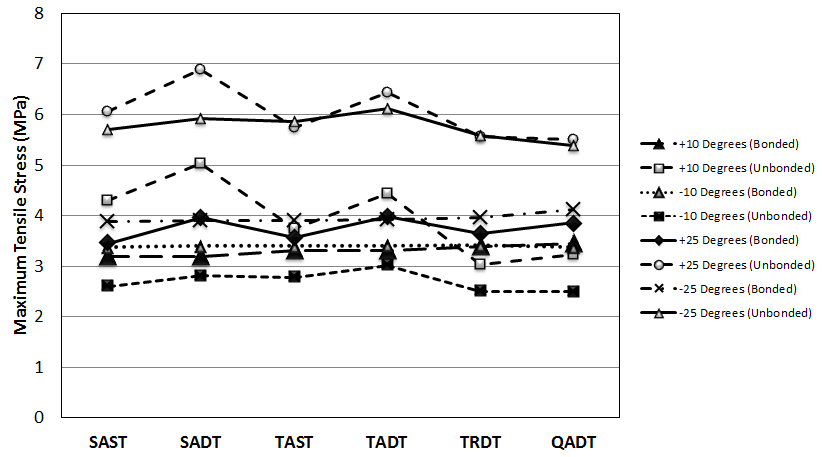 Maximum Tensile Stress (MPa)
8
7
6
5
4
3
2
1
0
SAST SADT TAST TADT TRDT QADT
+10 Degrees (Bonded)
+10 Degrees (Unbonded)
-10 Degrees (Bonded)
-10 Degrees (Unbonded)
+25 Degrees (Bonded)
+25 Degrees (Unbonded)
-25 Degrees (Bonded)
-25 Degrees (Unbonded)